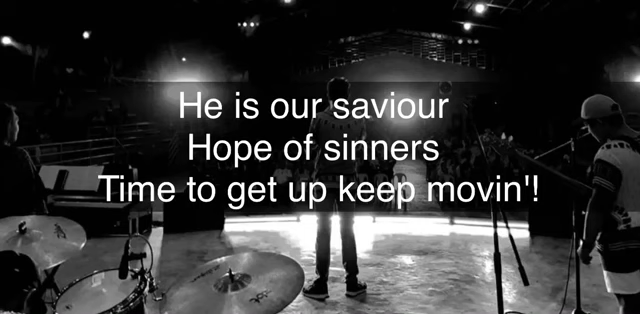 He is our saviour
Hope of sinners
Time to get up keep movin'!